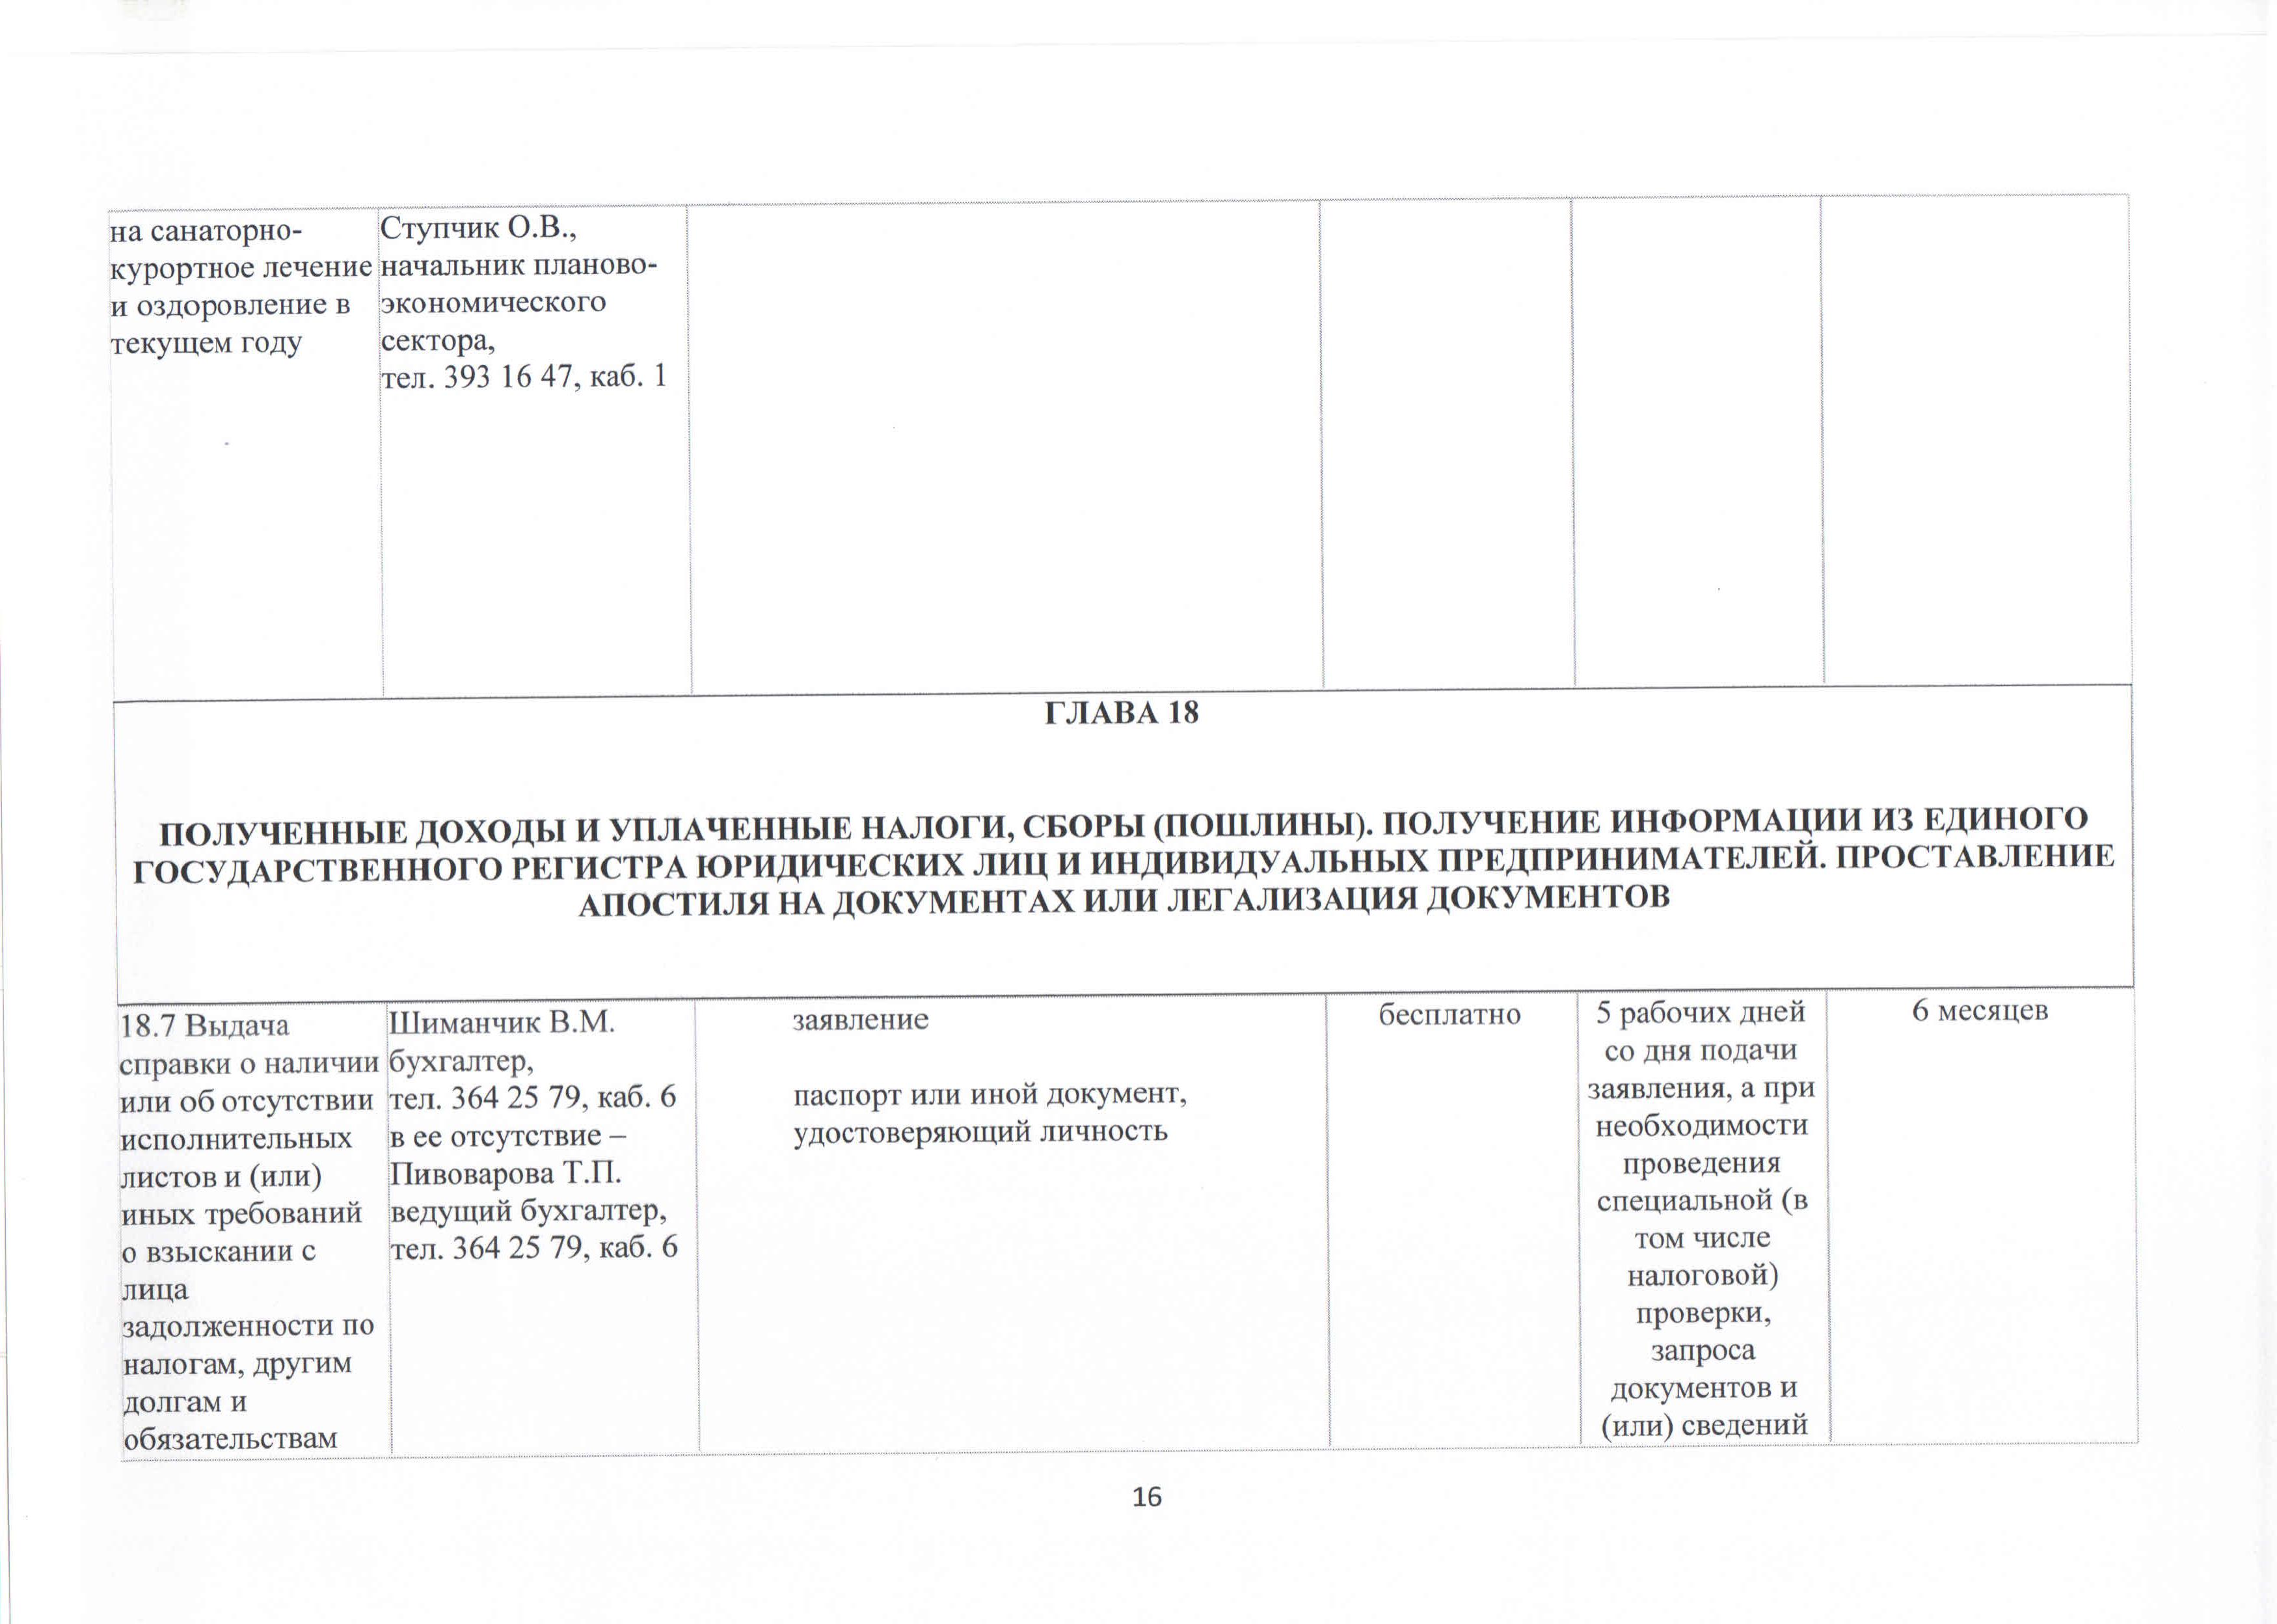 на санаторно-
курортное лечение
и оздоровление в
текущем году
Ступчик О.В.,
начальник планово-
экономического
сектора,
тел. 393 16 47, каб. 1
ГЛАВА 18
ПОЛУЧЕННЫЕ ДОХОДЫ И УПЛАЧЕННЫЕ НАЛОГИ, СБОРЫ (ПОШЛИНЫ). ПОЛУЧЕНИЕ ИНФОРМАЦИИ ИЗ ЕДИНОГО
ГОСУДАРСТВЕННОГО РЕГИСТРА ЮРИДИЧЕСКИХ ЛИЦ И ИНДИВИДУАЛЬНЫХ ПРЕДПРИНИМАТЕЛЕЙ. ПРОСТАВЛЕНИЕ
АПОСТИЛЯ НА ДОКУМЕНТАХ ИЛИ ЛЕГАЛИЗАЦИЯ ДОКУМЕНТОВ
18.7 Выдача
справки о наличии
или об отсутствии
исполнительных
листов и (или)
иных требований
о взыскании с
лица
задолженности по
налогам, другим
долгам и
обязательствам
Шиманчик В.М.
бухгалтер,
тел. 364 25 79, каб. 6
в ее отсутствие –
Пивоварова Т.П.
ведущий бухгалтер,
тел. 364 25 79, каб. 6
заявление
паспорт или иной документ,
удостоверяющий личность
бесплатно
5 рабочих дней
со дня подачи
заявления, а при
необходимости
проведения
специальной (в
том числе
налоговой)
проверки,
запроса
документов и
(или) сведений
6 месяцев
16